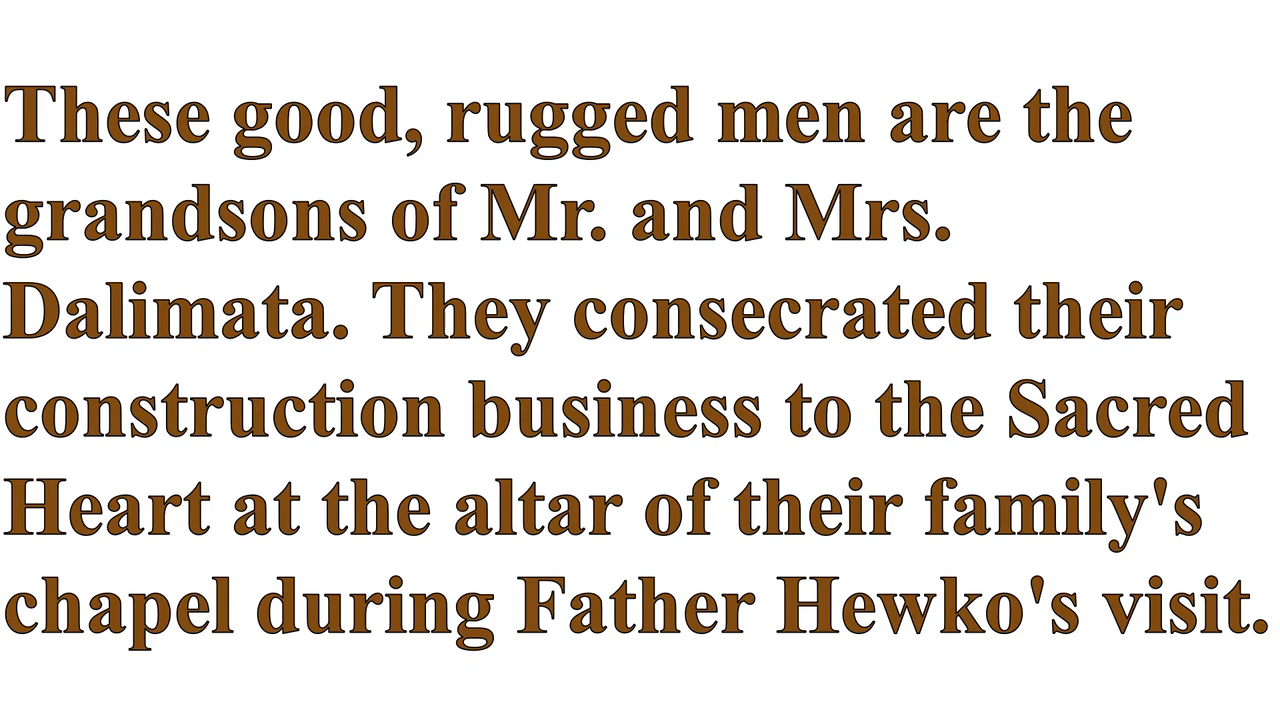 These good, rugged men are the
grandsons of Mr. and Mrs.
Dalimata. They consecrated their
construction business to the Sacred
Heart at the altar of their family's
chapel during Father Hewko's visit.